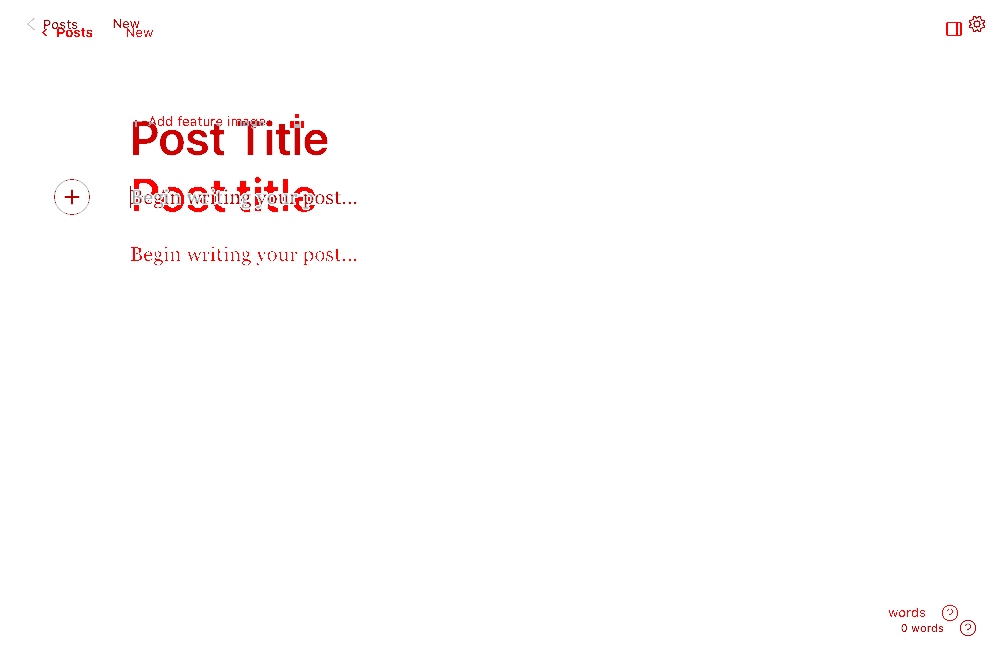 Posts New
Posts New
Add feature image
Post Title
Post title
Begin writing your post...
Begin writing your post...
words ?
0 words ?